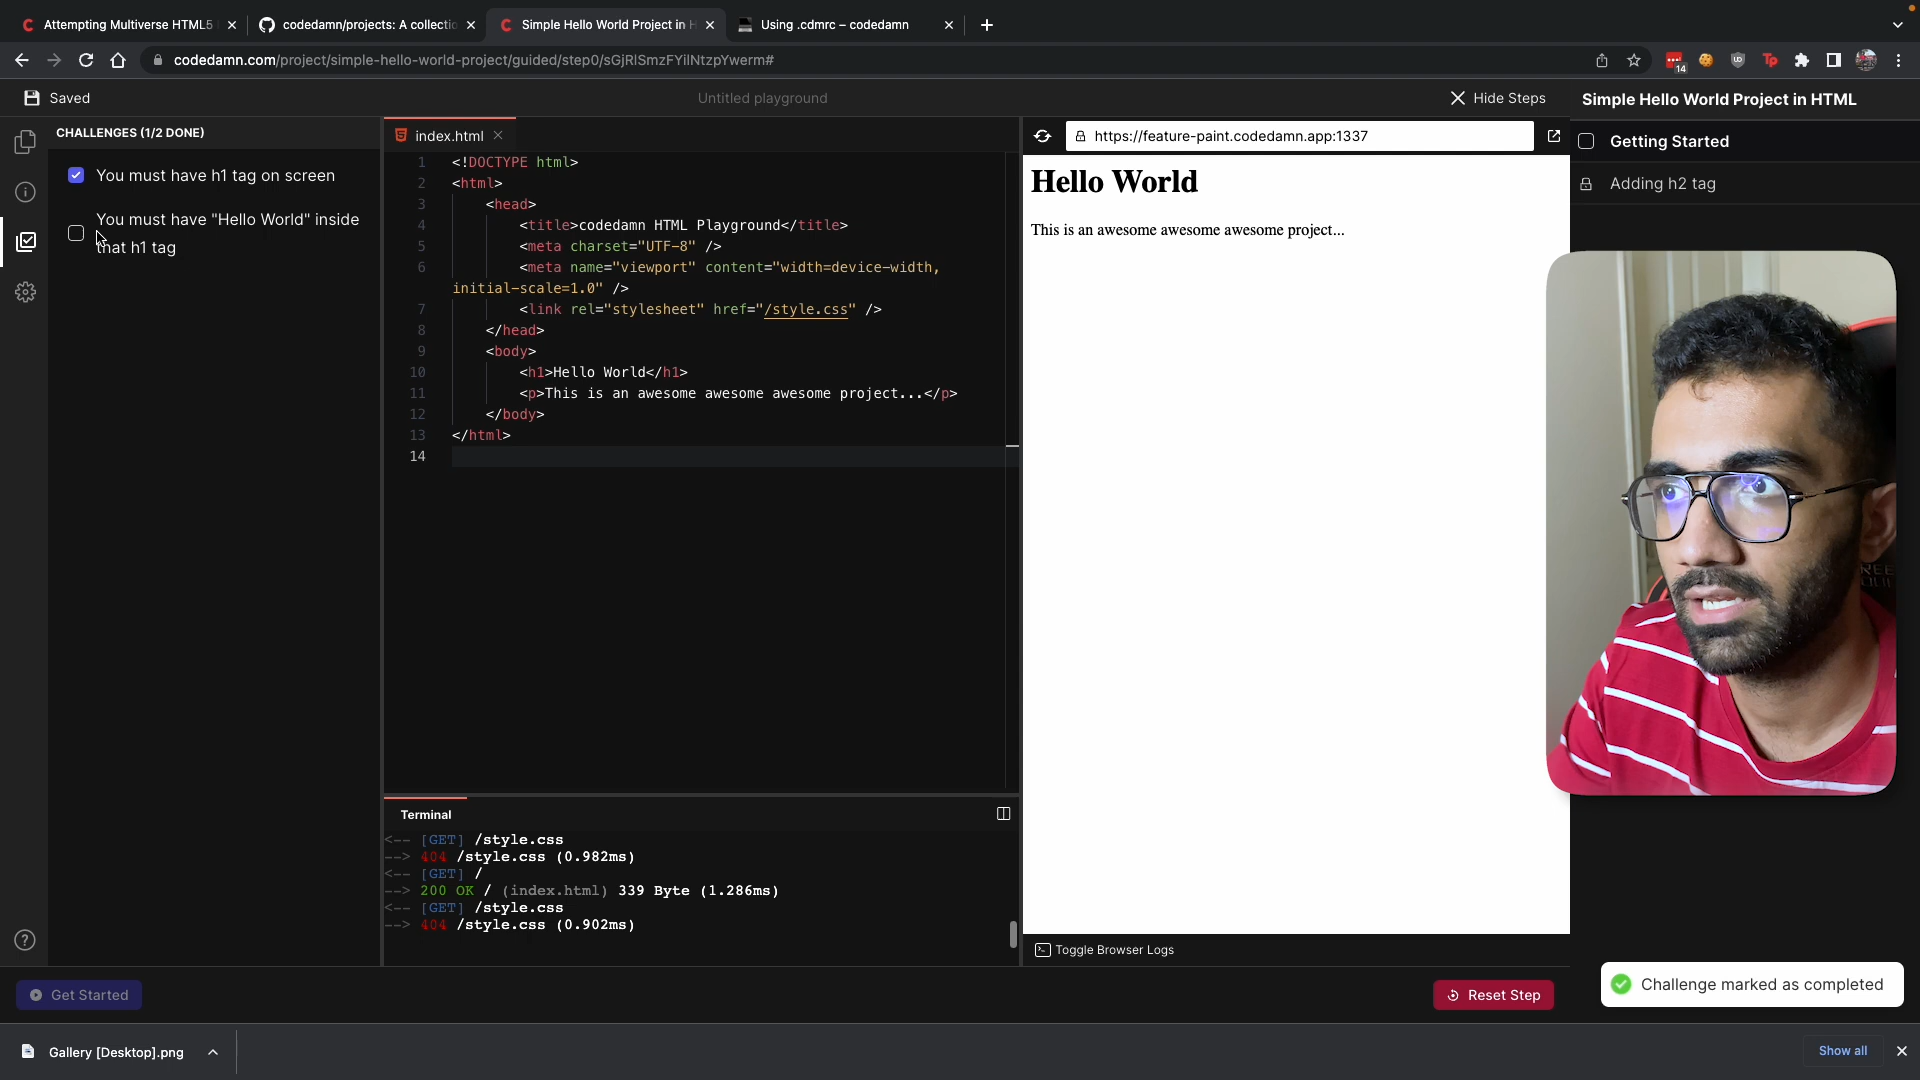 Attempting Multiverse HTML5
codedamn/projects: A collectio
Simple Hello World Project in H
Using .cdmrc – codedamn
codedamn.com/project/simple-hello-world-project/guided/step0/sGjRlSmzFYilNtzpYwerm#
14
Saved
Untitled playground
Hide Steps
Simple Hello World Project in HTML
CHALLENGES (1/2 DONE)
You must have h1 tag on screen
You must have "Hello World" inside
that h1 tag
index.html
1 <!DOCTYPE html>
2 <html>
3 <head>
4 <title>codedamn HTML Playground</title>
5 <meta charset="UTF-8" />
6 <meta name="viewport" content="width=device-width,
initial-scale=1.0" />
7 <link rel="stylesheet" href="/style.css" />
8 </head>
9 <body>
10 <h1>Hello World</h1>
11 <p>This is an awesome awesome awesome project...</p>
12 </body>
13 </html>
14
https://feature-paint.codedamn.app:1337
Hello World
This is an awesome awesome awesome project...
Getting Started
Adding h2 tag
Terminal
<-- [GET] /style.css
--> 404 /style.css (0.982ms)
<-- [GET] /
--> 200 OK / (index.html) 339 Byte (1.286ms)
<-- [GET] /style.css
--> 404 /style.css (0.902ms)
Toggle Browser Logs
Get Started
Reset Step
Challenge marked as completed
Gallery [Desktop].png
Show all